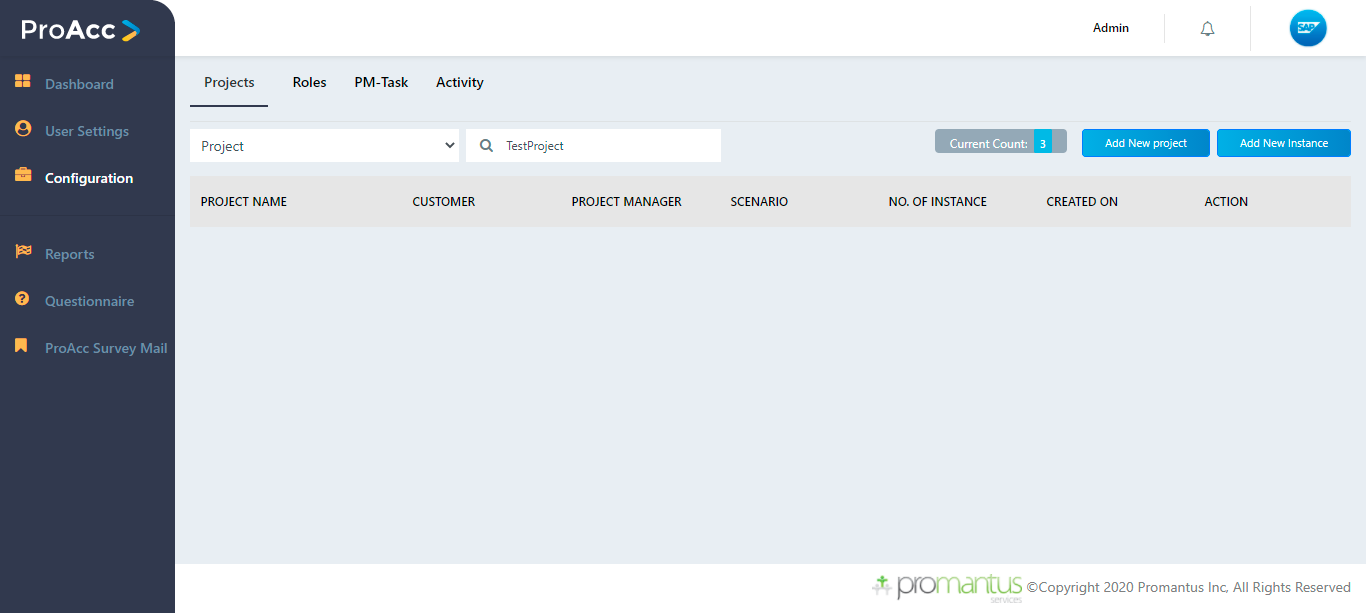 ProAcc
Admin
SAP
Dashboard
User Settings
Configuration
Reports
Questionnaire
ProAcc Survey Mail
Projects Roles PM-Task Activity
Project TestProject Current Count: 3 Add New project Add New Instance
PROJECT NAME CUSTOMER PROJECT MANAGER SCENARIO NO. OF INSTANCE CREATED ON ACTION
promantus
services
©Copyright 2020 Promantus Inc, All Rights Reserved